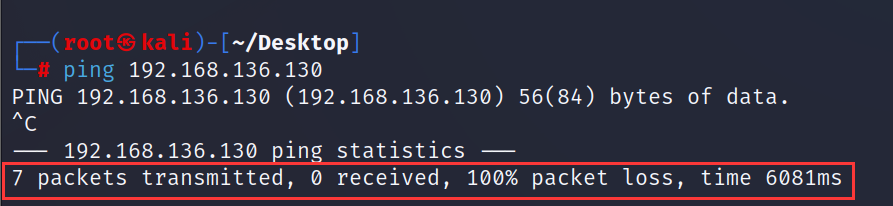 ┌──(root㉿kali)-[~/Desktop]
└─# ping 192.168.136.130
PING 192.168.136.130 (192.168.136.130) 56(84) bytes of data.
^C
--- 192.168.136.130 ping statistics ---
7 packets transmitted, 0 received, 100% packet loss, time 6081ms